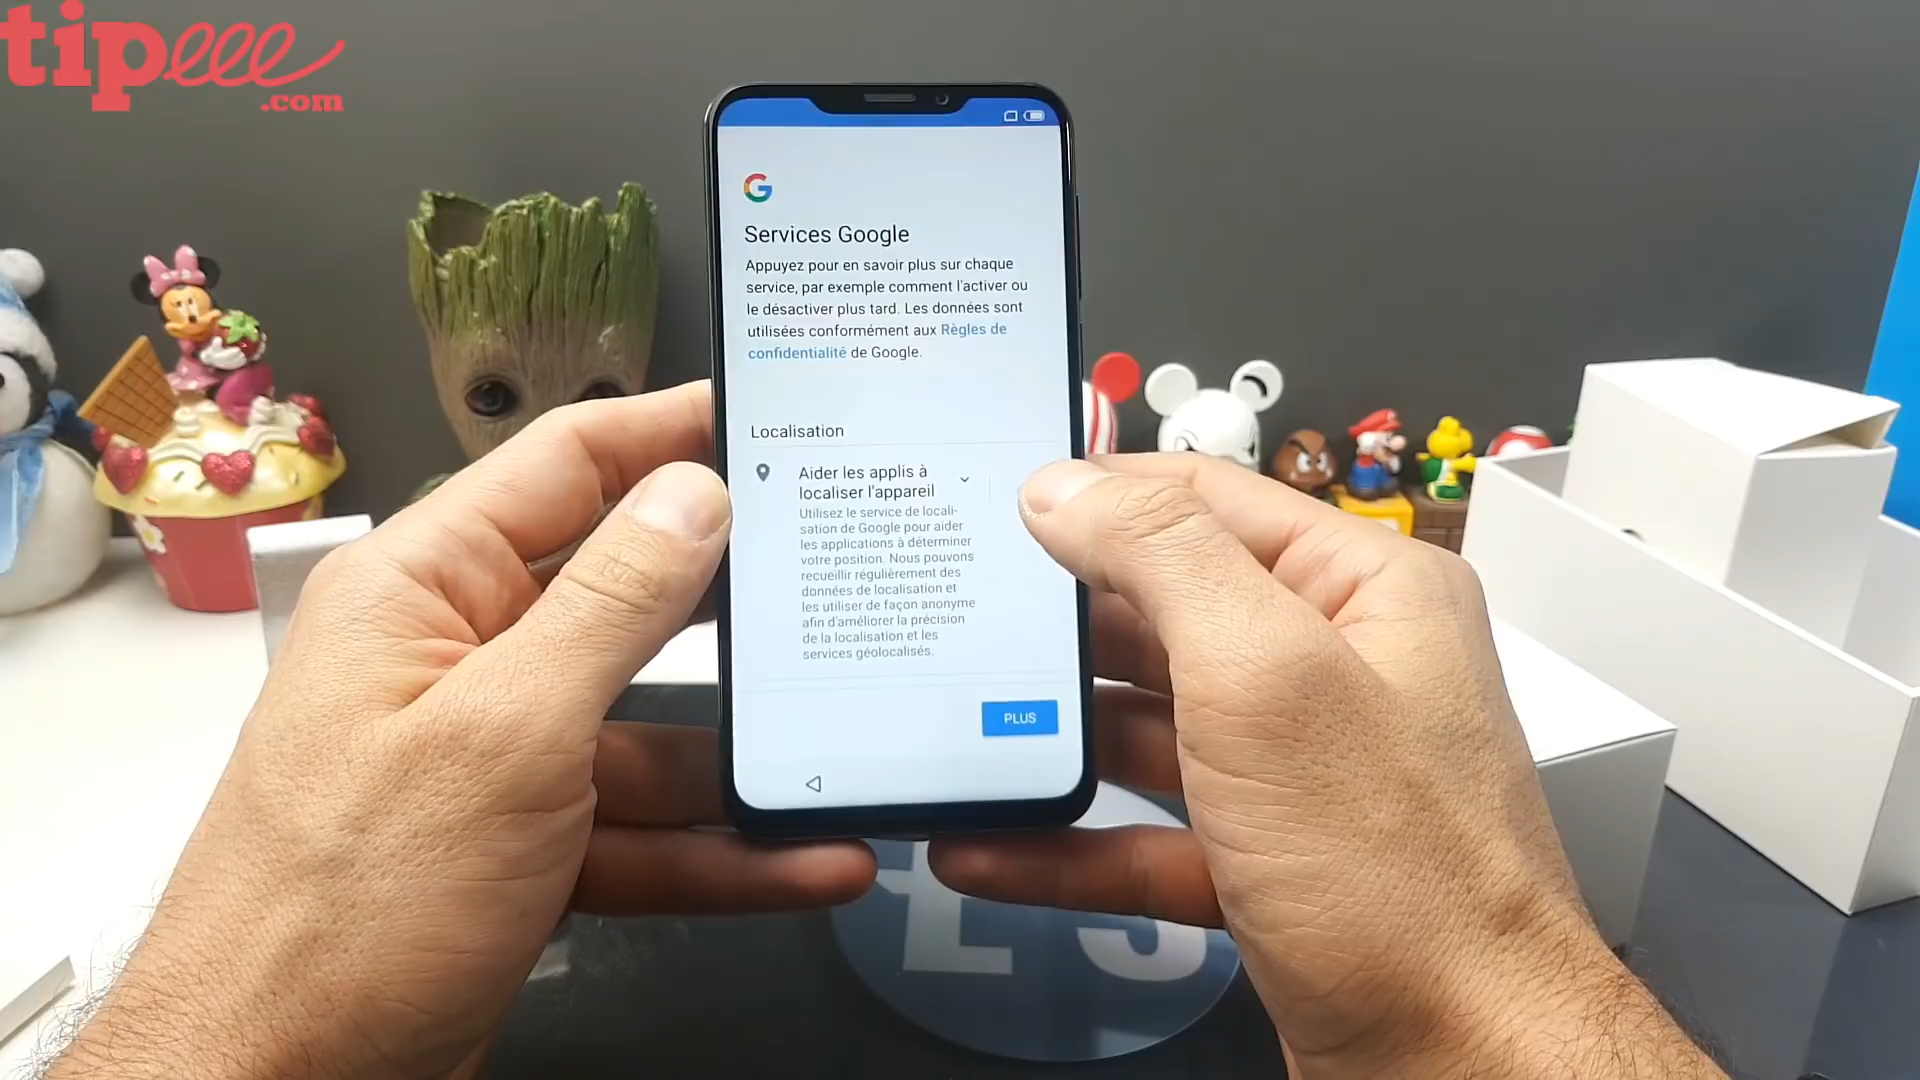 tipeee
.com
Services Google
Appuyez pour en savoir plus sur chaque
service, par exemple comment l'activer ou
le désactiver plus tard. Les données sont
utilisées conformément aux Règles de
confidentialité de Google.
Localisation
Aider les applis à
localiser l'appareil
Utilisez le service de locali-
sation de Google pour aider
les applications à déterminer
votre position. Nous pouvons
recueillir régulièrement des
données de localisation et
les utiliser de façon anonyme
afin d'améliorer la précision
de la localisation et les
services géolocalisés.
PLUS